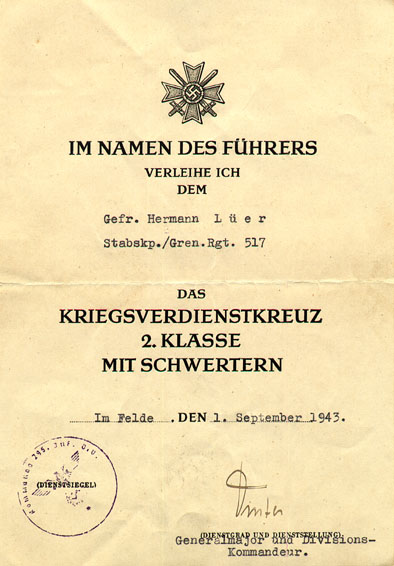 IM NAMEN DES FÜHRERS
VERLEIHE ICH
DEM
Gefr. Hermann L ü e r
Stabskp./Gren.Rgt. 517
DAS
KRIEGSVERDIENSTKREUZ
2. KLASSE
MIT SCHWERTERN
Im Felde . DEN 1. September 1943.
(DIENSTSIEGEL)
(DIENSTGRAD UND DIENSTSTELLUNG)
Generalmajor und Divisions-
Kommandeur.